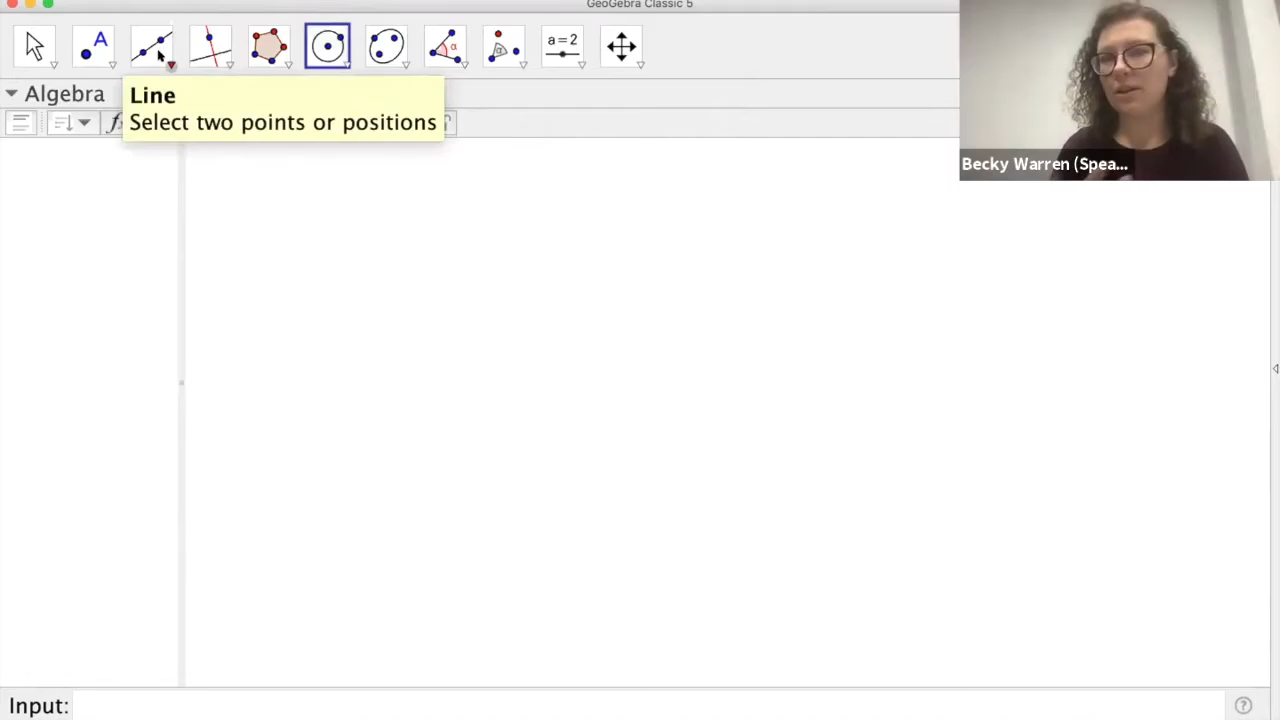 GeoGebra Classic 5
A
α
α
a=2
Algebra
Line
Select two points or positions
Becky Warren (Spea...
Input:
?